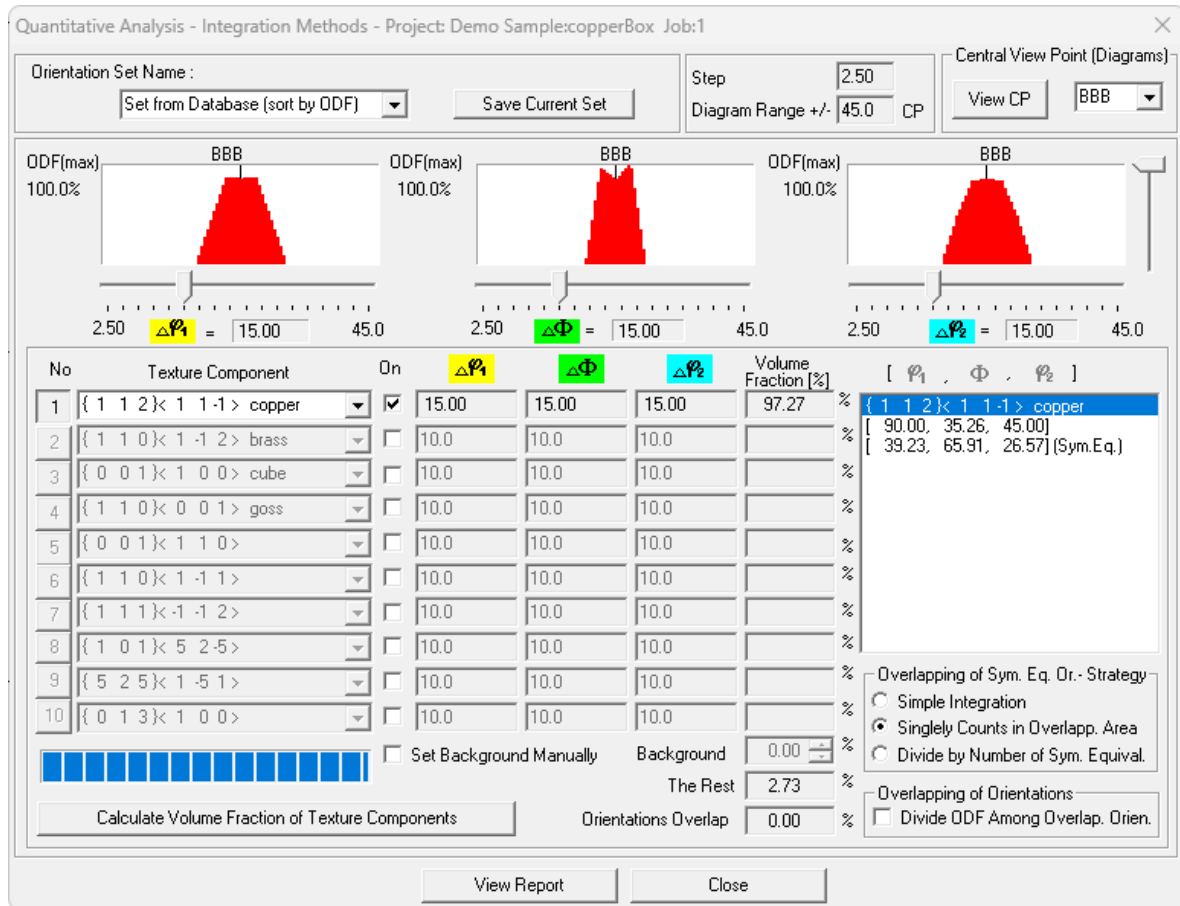 Quantitative Analysis - Integration Methods - Project: Demo Sample:copperBox Job:1
Orientation Set Name :
Set from Database (sort by ODF)
Save Current Set
Step 2.50
Diagram Range +/- 45.0 CP
Central View Point (Diagrams)
View CP
BBB
ODF(max)
100.0%
BBB
ODF(max)
100.0%
BBB
ODF(max)
100.0%
BBB
2.50 △φ1 = 15.00 45.0
2.50 △Φ = 15.00 45.0
2.50 △φ2 = 15.00 45.0
No Texture Component On △φ1 △Φ △φ2 Volume Fraction [%]
1 { 1 1 2}< 1 1 -1 > copper 15.00 15.00 15.00 97.27 %
2 { 1 1 0}< 1 -1 2 > brass 10.0 10.0 10.0 %
3 { 0 0 1}< 1 0 0 > cube 10.0 10.0 10.0 %
4 { 1 1 0}< 0 0 1 > goss 10.0 10.0 10.0 %
5 { 0 0 1}< 1 1 0 > 10.0 10.0 10.0 %
6 { 1 1 0}< 1 -1 1 > 10.0 10.0 10.0 %
7 { 1 1 1}< -1 -1 2 > 10.0 10.0 10.0 %
8 { 1 0 1}< 5 2 -5 > 10.0 10.0 10.0 %
9 { 5 2 5}< 1 -5 1 > 10.0 10.0 10.0 %
10 { 0 1 3}< 1 0 0 > 10.0 10.0 10.0 %
Set Background Manually Background 0.00 %
The Rest 2.73 %
Calculate Volume Fraction of Texture Components
Orientations Overlap 0.00 %
[ φ1 , Φ , φ2 ]
{ 1 1 2}< 1 1 -1 > copper
[ 90.00, 35.26, 45.00]
[ 39.23, 65.91, 26.57] (Sym.Eq.)
Overlapping of Sym. Eq. Or.- Strategy
Simple Integration
Singlely Counts in Overlapp. Area
Divide by Number of Sym. Equival.
Overlapping of Orientations
Divide ODF Among Overlap. Orien.
View Report
Close